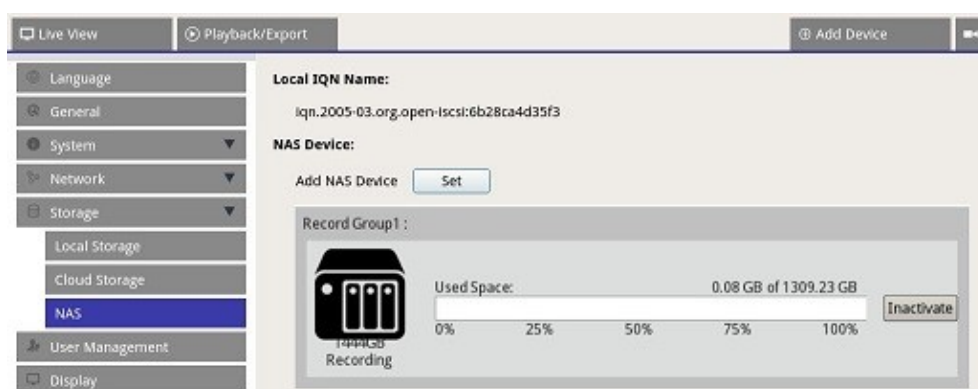 Live View
Playback/Export
Add Device
Language
General
System
Network
Storage
Local Storage
Cloud Storage
NAS
User Management
Display
Local IQN Name:
iqn.2005-03.org.open-iscsi:6b28ca4d35f3
NAS Device:
Add NAS Device Set
Record Group1 :
Used Space: 0.08 GB of 1309.23 GB
Inactivate
0% 25% 50% 75% 100%
1444GB
Recording